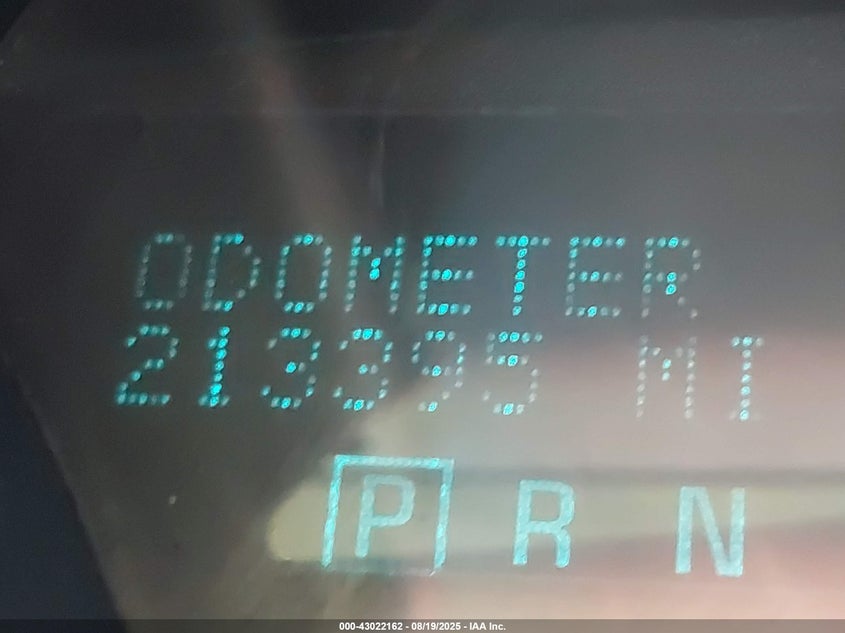 ODOMETER
213395 MI
P R N
000-43022162 - 08/19/2025 - IAA Inc.